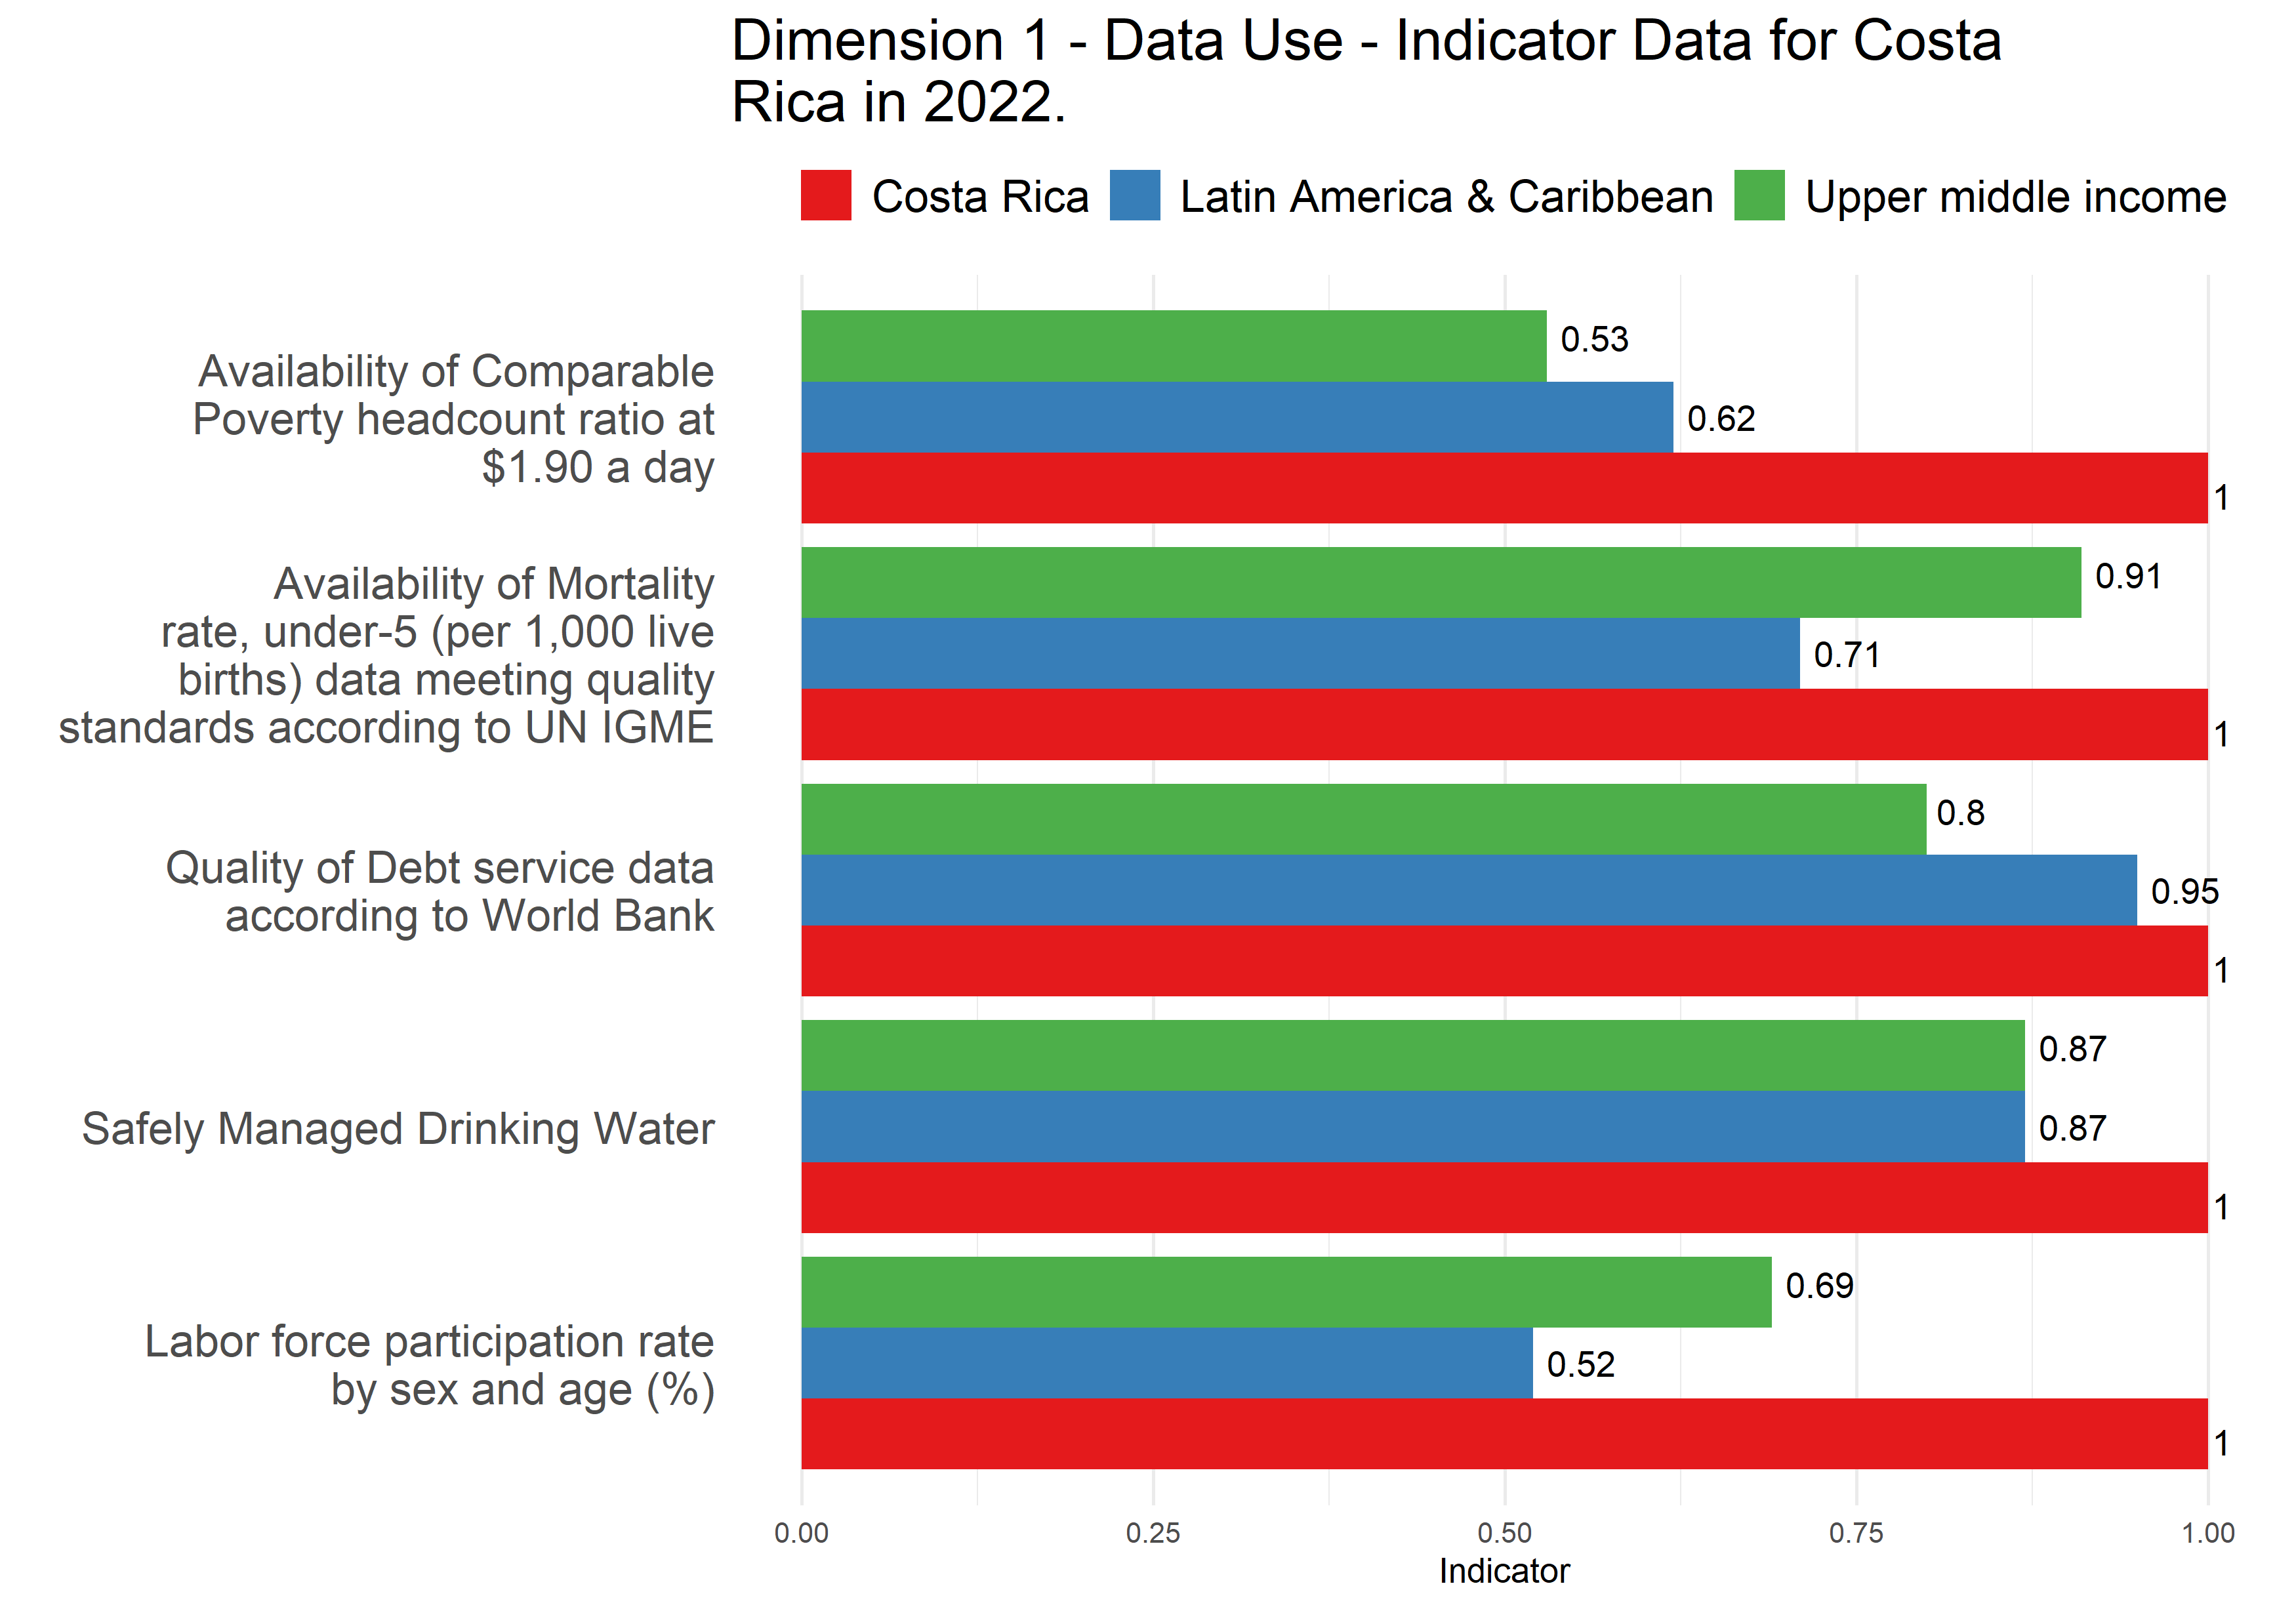 Dimension 1 - Data Use - Indicator Data for Costa
Rica in 2022.
Costa Rica
Latin America & Caribbean
Upper middle income
Availability of Comparable
Poverty headcount ratio at
$1.90 a day
0.53
0.62
1
Availability of Mortality
rate, under-5 (per 1,000 live
births) data meeting quality
standards according to UN IGME
0.91
0.71
1
Quality of Debt service data
according to World Bank
0.8
0.95
1
Safely Managed Drinking Water
0.87
0.87
1
Labor force participation rate
by sex and age (%)
0.69
0.52
1
0.00
0.25
0.50
0.75
1.00
Indicator